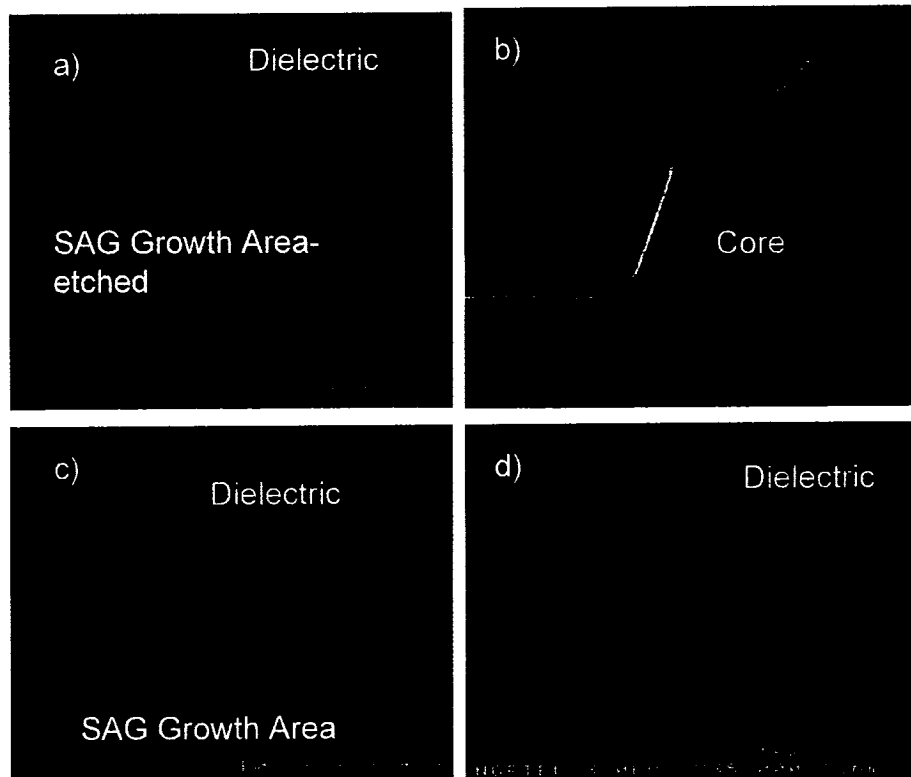 a)
Dielectric
SAG Growth Area-
etched
b)
Core
c)
Dielectric
SAG Growth Area
d)
Dielectric